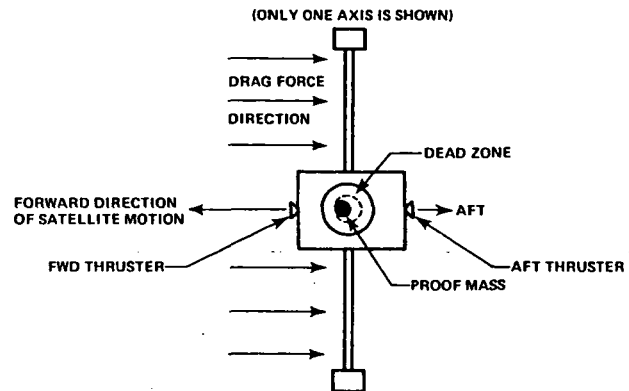 (ONLY ONE AXIS IS SHOWN)
DRAG FORCE
DIRECTION
DEAD ZONE
FORWARD DIRECTION
OF SATELLITE MOTION
AFT
FWD THRUSTER
AFT THRUSTER
PROOF MASS